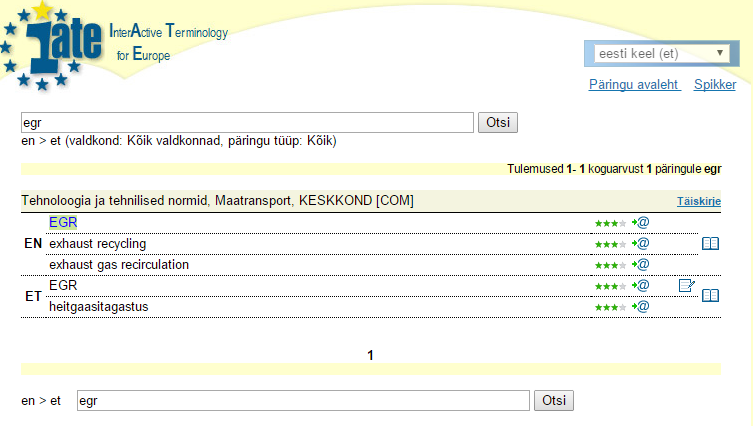 Iate InterActive Terminology
for Europe
eesti keel (et)
Päringu avaleht Spikker
egr Otsi
en > et (valdkond: Kõik valdkonnad, päringu tüüp: Kõik)
Tulemused 1- 1 koguarvust 1 päringule egr
Tehnoloogia ja tehnilised normid, Maatransport, KESKKOND [COM] Täiskirje
EGR
EN exhaust recycling
exhaust gas recirculation
EGR
ET
heitgaasitagastus
1
en > et egr Otsi